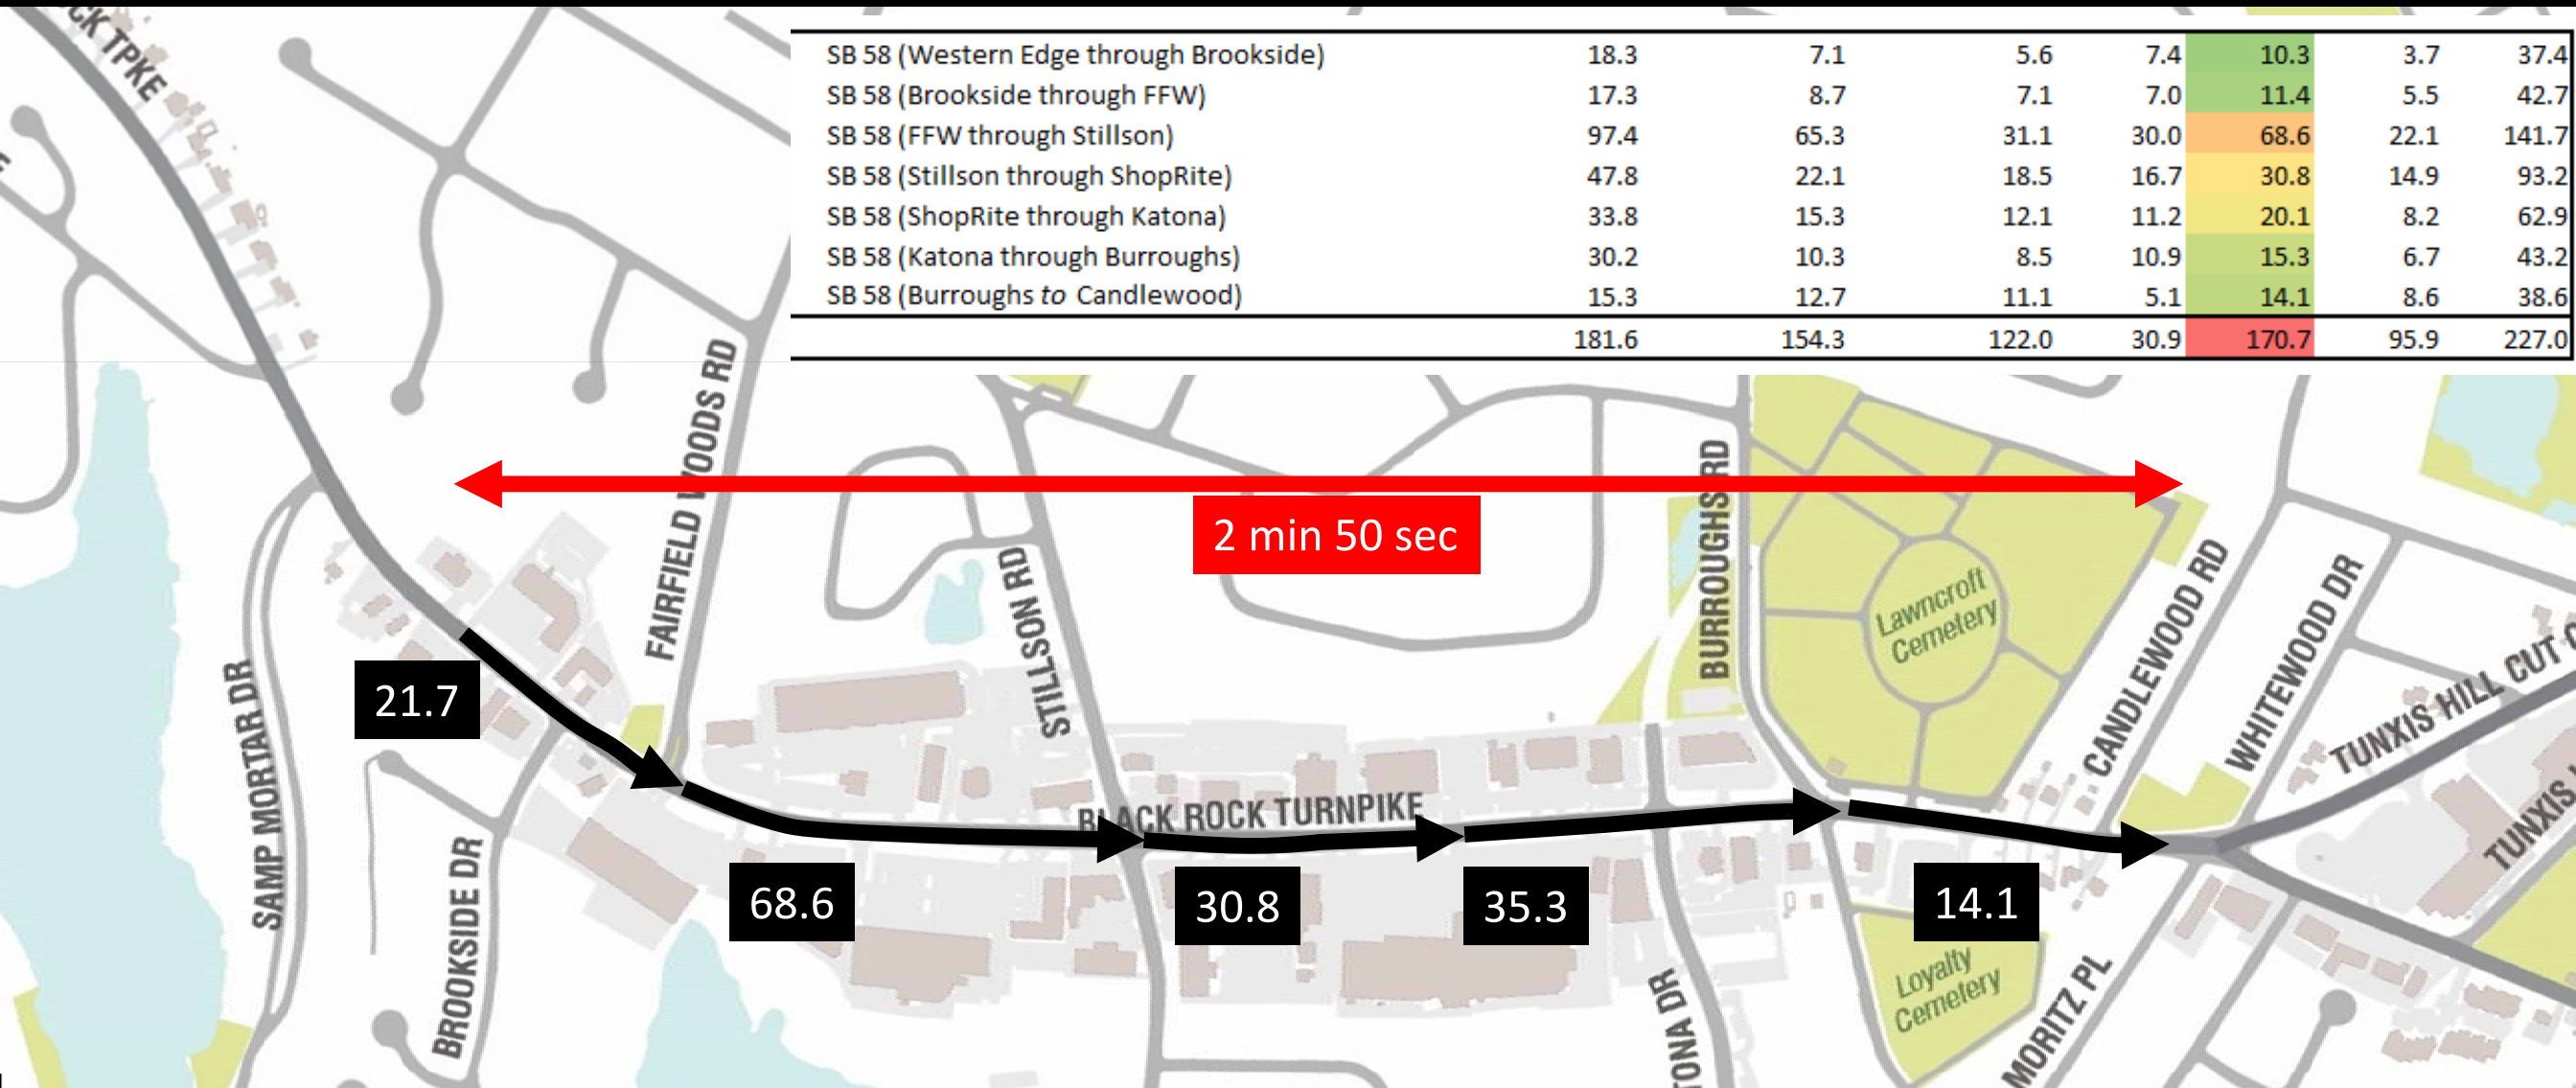 CK TPKE
SB 58 (Western Edge through Brookside) 18.3 7.1 5.6 7.4 10.3 3.7 37.4
SB 58 (Brookside through FFW) 17.3 8.7 7.1 7.0 11.4 5.5 42.7
SB 58 (FFW through Stillson) 97.4 65.3 31.1 30.0 68.6 22.1 141.7
SB 58 (Stillson through ShopRite) 47.8 22.1 18.5 16.7 30.8 14.9 93.2
SB 58 (ShopRite through Katona) 33.8 15.3 12.1 11.2 20.1 8.2 62.9
SB 58 (Katona through Burroughs) 30.2 10.3 8.5 10.9 15.3 6.7 43.2
SB 58 (Burroughs to Candlewood) 15.3 12.7 11.1 5.1 14.1 8.6 38.6
181.6 154.3 122.0 30.9 170.7 95.9 227.0
FAIRFIELD WOODS RD
2 min 50 sec
STILLSON RD
BURROUGHS RD
Lawncroft
Cemetery
CANDLEWOOD RD
WHITEWOOD DR
TUNXIS HILL CUT
TUNXIS
SAMP MORTAR DR
21.7
BLACK ROCK TURNPIKE
BROOKSIDE DR
68.6
30.8
35.3
14.1
Loyalty
Cemetery
MORITZ PL
TONA DR